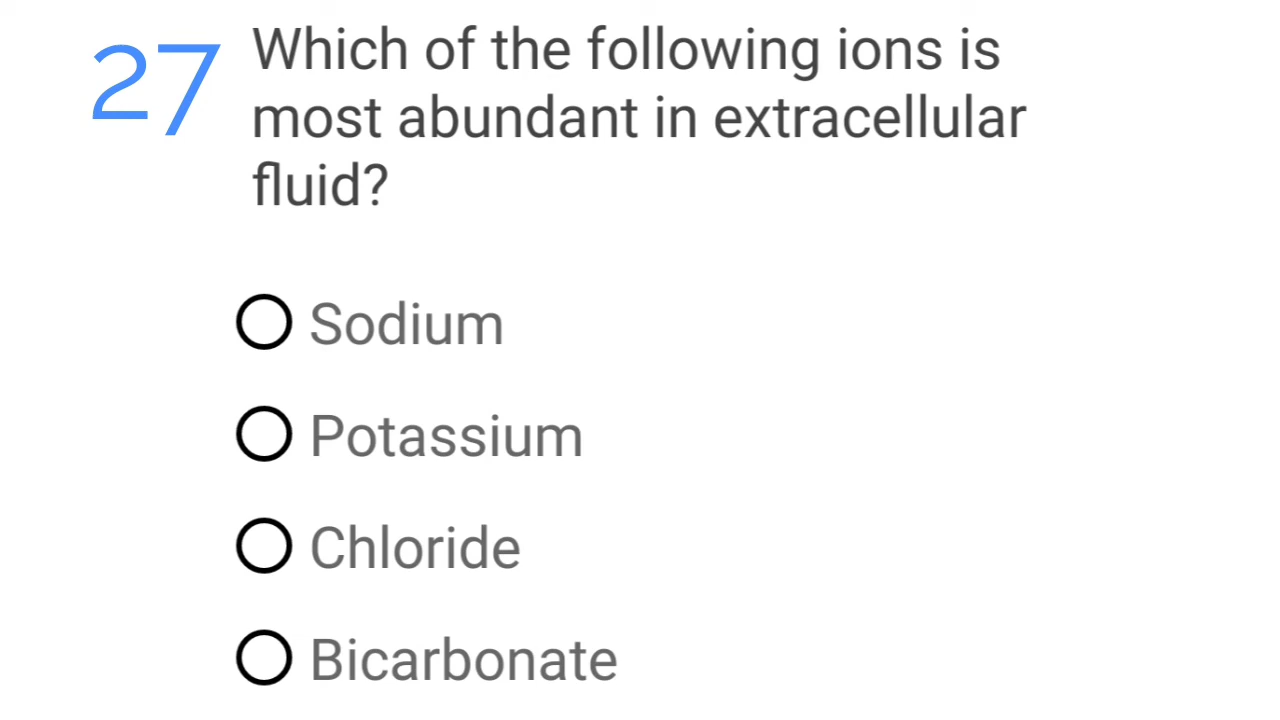 27
Which of the following ions is
most abundant in extracellular
fluid?
Sodium
Potassium
Chloride
Bicarbonate